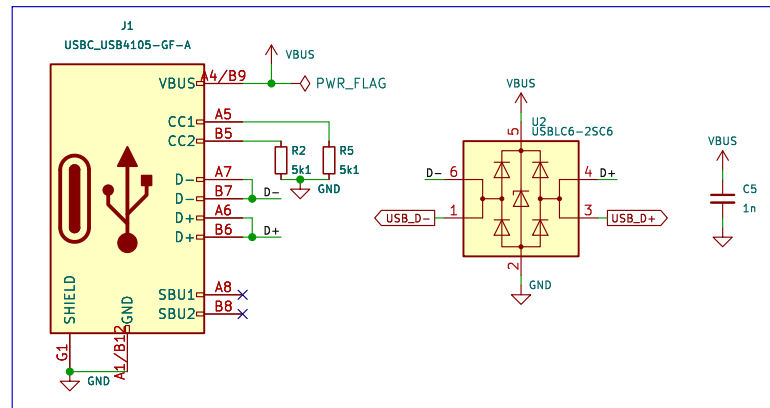 J1
USBC_USB4105-GF-A
VBUS
A4/B9
VBUS
PWR_FLAG
CC1
A5
CC2
B5
R2
5k1
R5
5k1
GND
D-
A7
D-
B7
D-
D+
A6
D+
B6
D+
SBU1
A8
SBU2
B8
SHIELD
GND
G1
A1/B12
GND
VBUS
U2
USBLC6-2SC6
5
D-
6
4
D+
USB_D-
1
3
USB_D+
2
GND
VBUS
C5
1n